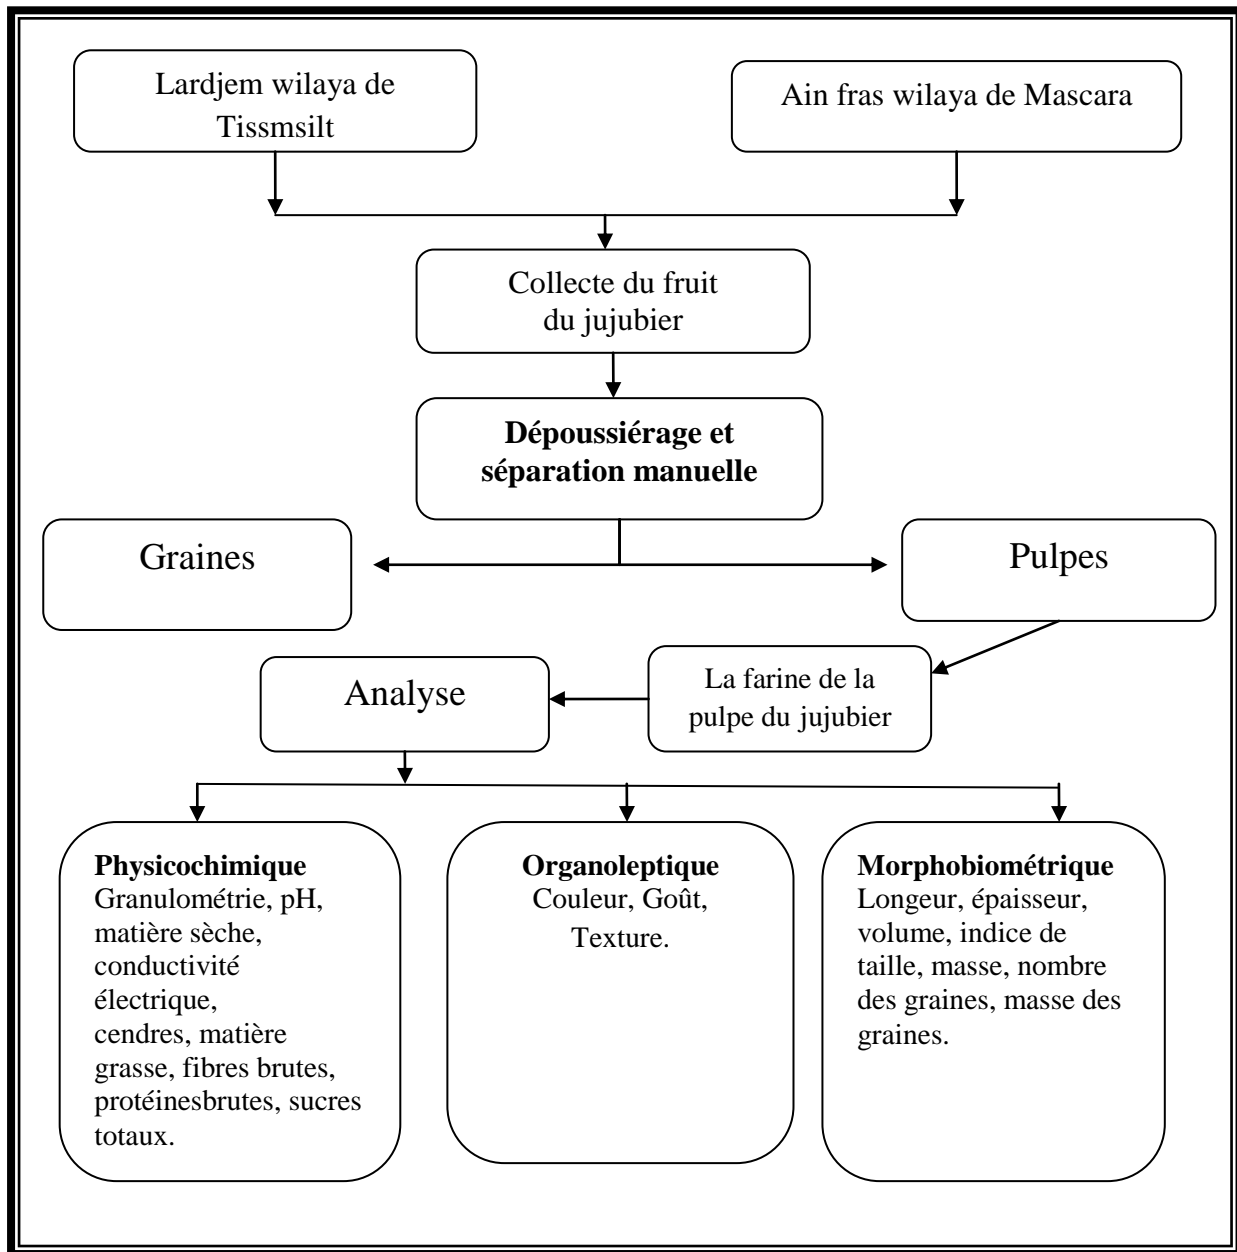 Lardjem wilaya de
Tissmsilt
Ain fras wilaya de Mascara
Collecte du fruit
du jujubier
Dépoussiérage et
séparation manuelle
Graines
Pulpes
La farine de la
pulpe du jujubier
Analyse
Physicochimique
Granulométrie, pH,
matière sèche,
conductivité
électrique,
cendres, matière
grasse, fibres brutes,
protéinesbrutes, sucres
totaux.
Organoleptique
Couleur, Goût,
Texture.
Morphobiométrique
Longeur, épaisseur,
volume, indice de
taille, masse, nombre
des graines, masse des
graines.